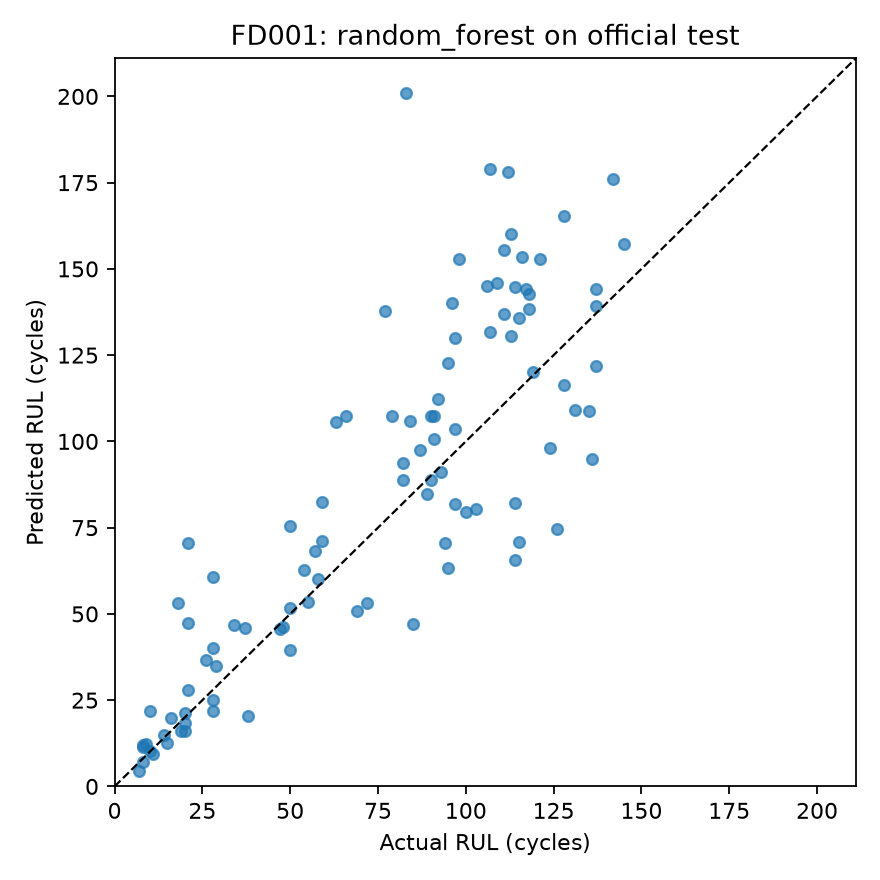 FD001: random_forest on official test
200
175
150
125
100
75
50
25
0
Predicted RUL (cycles)
0 25 50 75 100 125 150 175 200
Actual RUL (cycles)